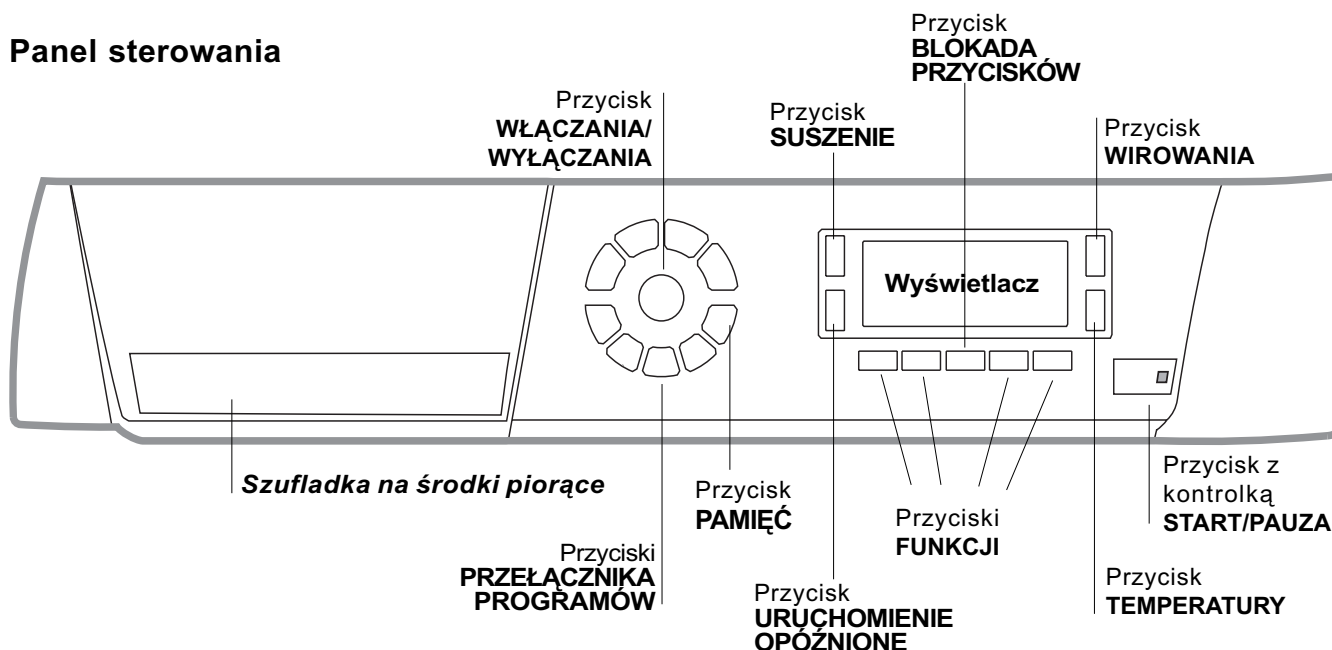 Panel sterowania
Przycisk
BLOKADA
PRZYCISKÓW
Przycisk
WŁĄCZANIA/
WYŁĄCZANIA
Przycisk
SUSZENIE
Przycisk
WIROWANIA
Wyświetlacz
Szufladka na środki piorące
Przycisk
PAMIĘĆ
Przyciski
FUNKCJI
Przycisk z
kontrolką
START/PAUZA
Przyciski
PRZEŁĄCZNIKA
PROGRAMÓW
Przycisk
URUCHOMIENIE
OPÓŹNIONE
Przycisk
TEMPERATURY